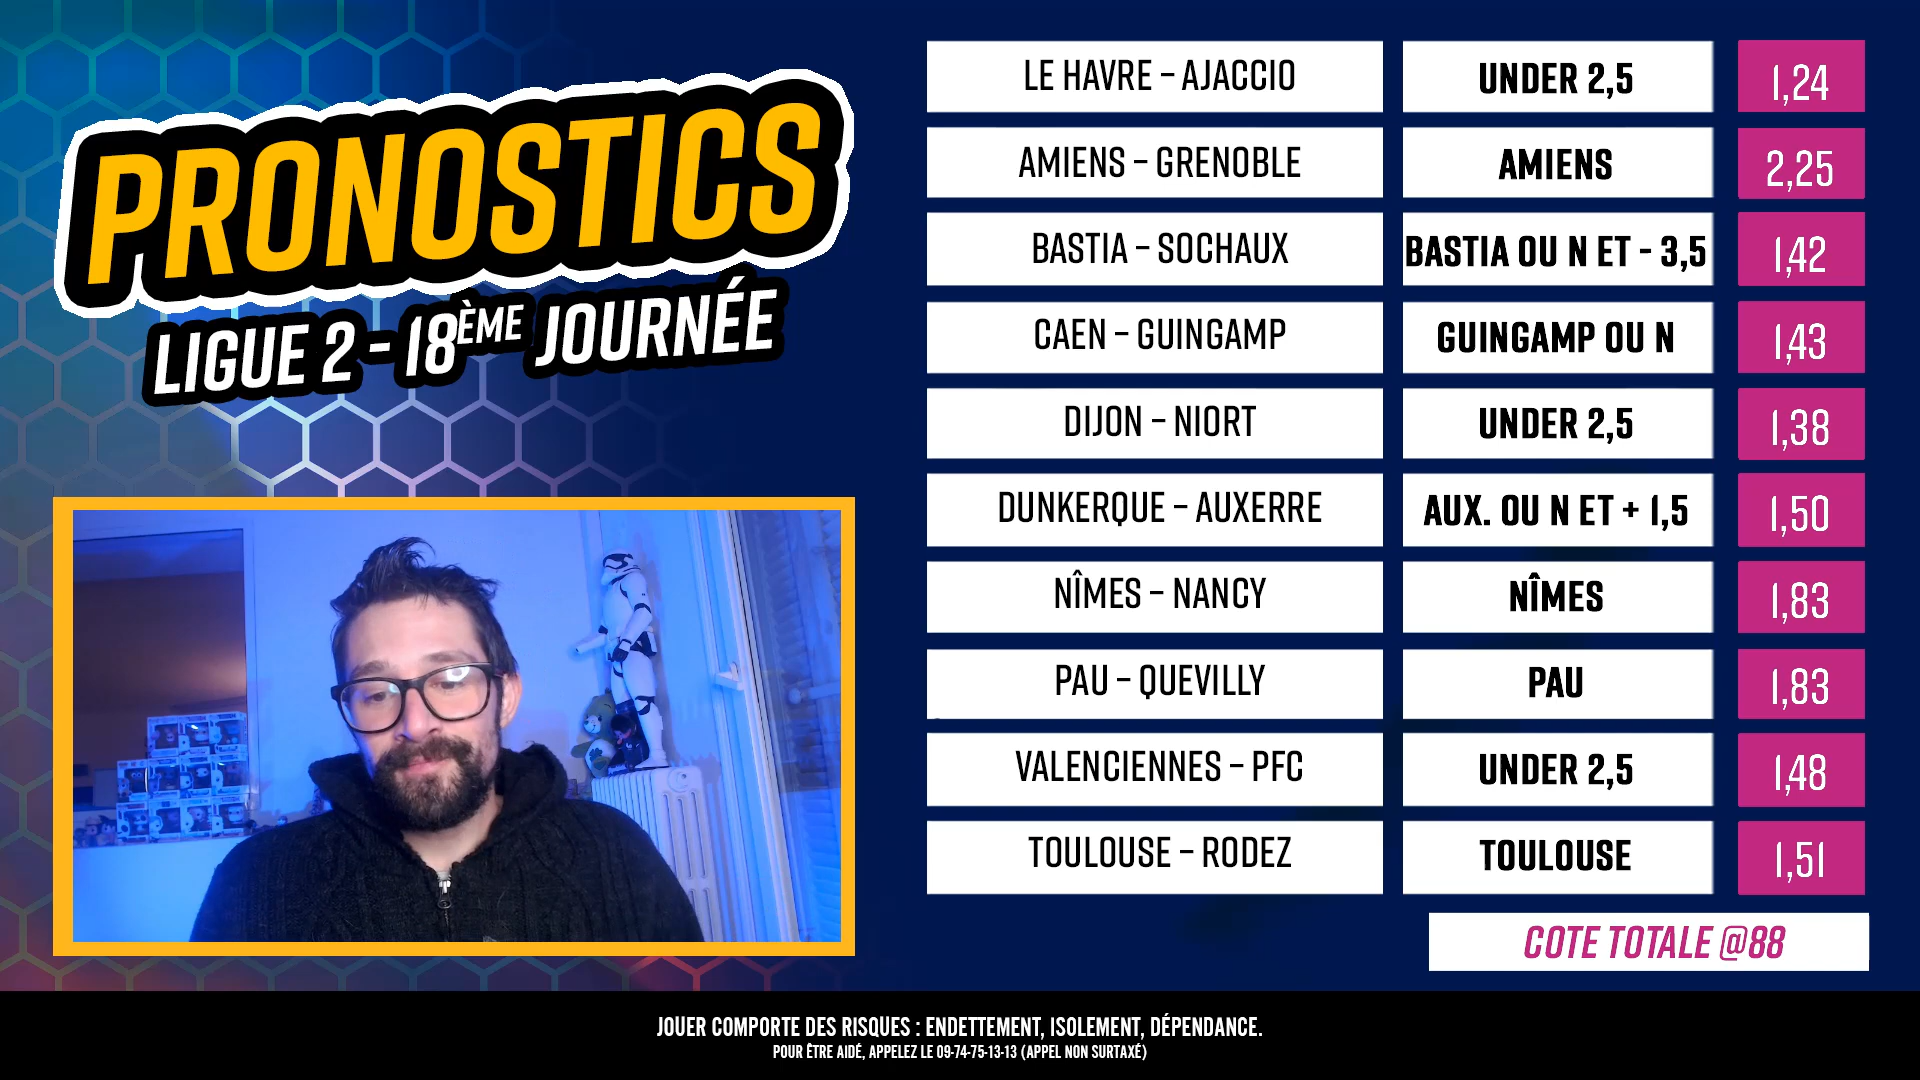 PRONOSTICS
LIGUE 2 - 18ÈME JOURNÉE
LE HAVRE – AJACCIO UNDER 2,5 1,24
AMIENS – GRENOBLE AMIENS 2,25
BASTIA – SOCHAUX BASTIA OU N ET - 3,5 1,42
CAEN – GUINGAMP GUINGAMP OU N 1,43
DIJON – NIORT UNDER 2,5 1,38
DUNKERQUE – AUXERRE AUX. OU N ET + 1,5 1,50
NÎMES – NANCY NÎMES 1,83
PAU – QUEVILLY PAU 1,83
VALENCIENNES – PFC UNDER 2,5 1,48
TOULOUSE – RODEZ TOULOUSE 1,51
COTE TOTALE @88
JOUER COMPORTE DES RISQUES : ENDETTEMENT, ISOLEMENT, DÉPENDANCE.
POUR ÊTRE AIDÉ, APPELEZ LE 09-74-75-13-13 (APPEL NON SURTAXÉ)